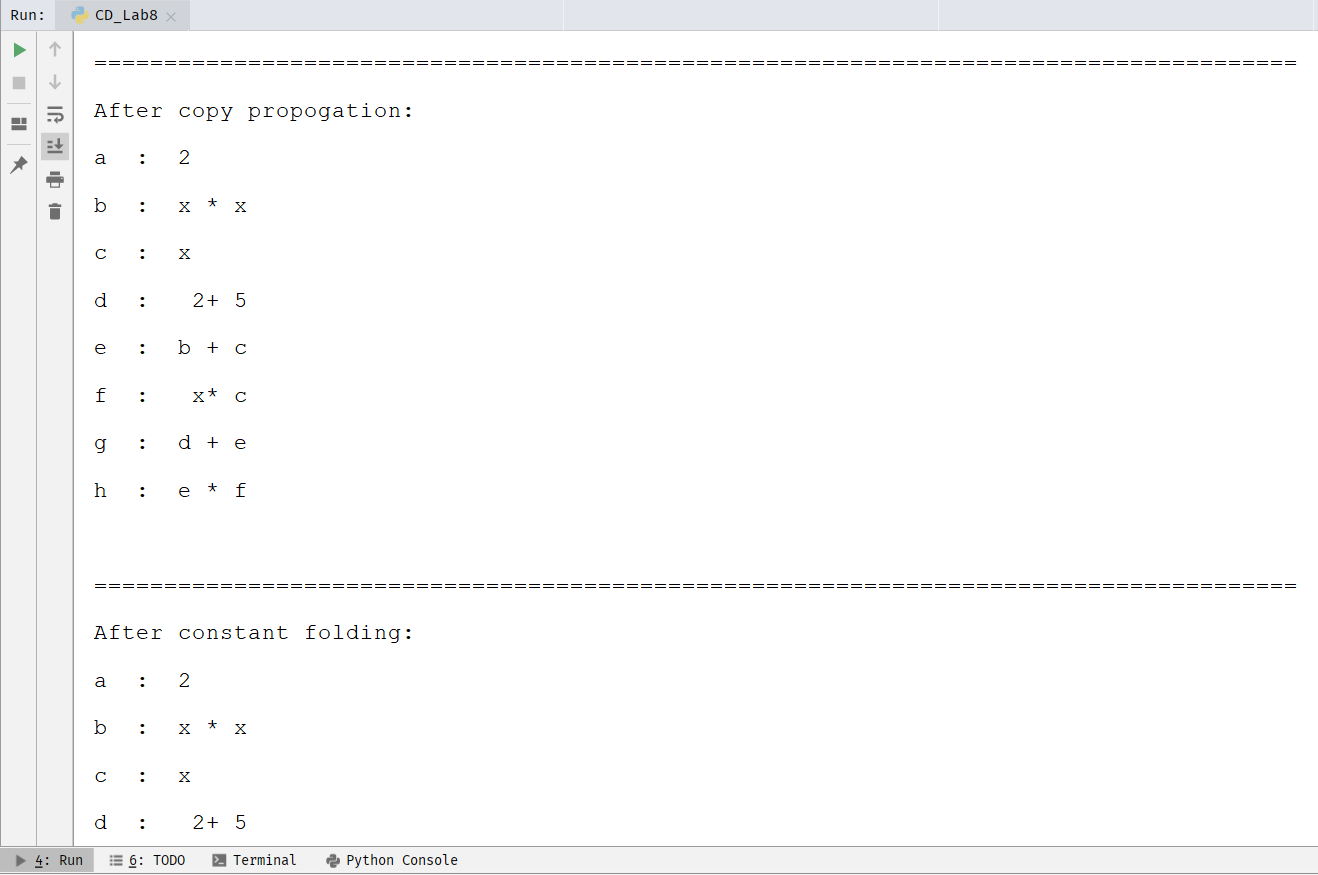 Run: CD_Lab8
======================================================================================
After copy propogation:
a  :  2
b  :  x * x
c  :  x
d  :   2+ 5
e  :  b + c
f  :   x* c
g  :  d + e
h  :  e * f
======================================================================================
After constant folding:
a  :  2
b  :  x * x
c  :  x
d  :   2+ 5
4: Run 6: TODO Terminal Python Console